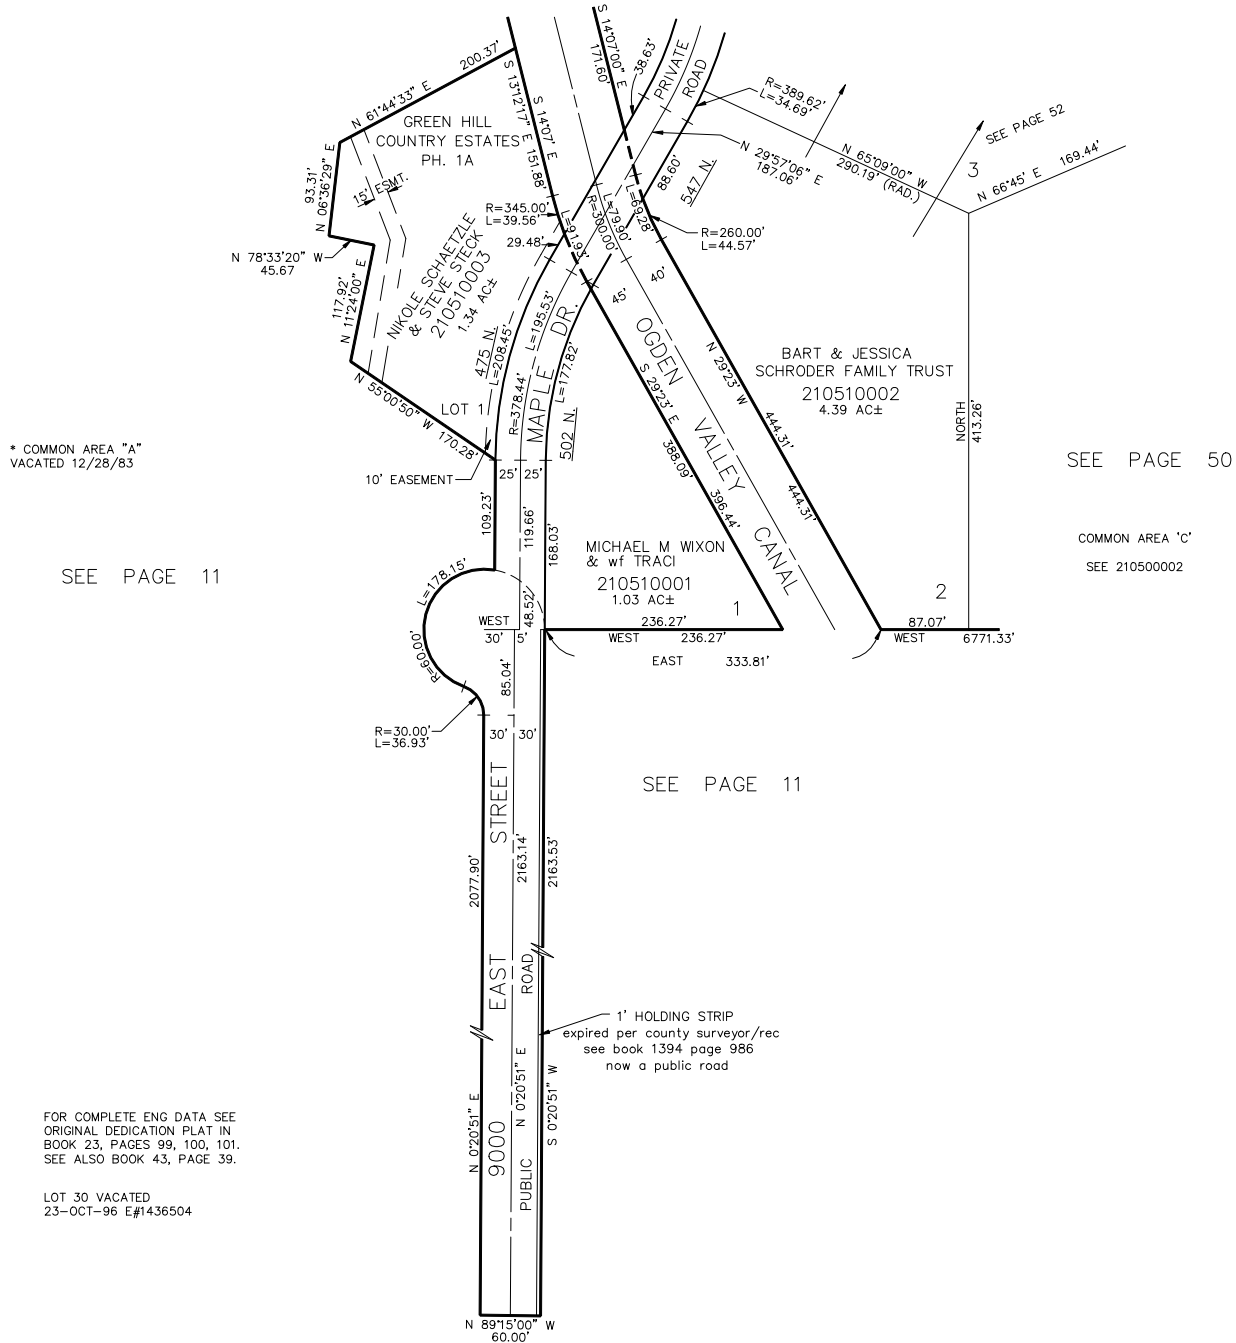 S 14°07'00" E
171.60'
38.63'
PRIVATE
ROAD
R=389.62'
L=34.69'
SEE PAGE 52
3
N 61°44'33" E
200.37'
S 13°12'17" E 151.88'
S 14°07' E
GREEN HILL
COUNTRY ESTATES
PH. 1A
93.31'
N 06°36'29" E
15' ESMT.
N 78°33'20" W
45.67
117.92'
N 11°24'00" E
NIKOLE SCHAETZLE
& STEVE STECK
210510003
1.34 AC±
R=345.00'
L=39.56'
29.48'
L=91.93'
R=300.00'
L=79.90'
L=69.28'
88.60'
547 N.
N 29°57'06" E
187.06'
N 65°09'00" W
290.19' (RAD.)
N 66°45' E
169.44'
R=260.00'
L=44.57'
40'
45'
475 N.
L=208.45'
L=195.53'
R=378.44'
MAPLE DR.
L=177.82'
502 N.
OGDEN VALLEY CANAL
S 29°23' E
388.09'
396.44'
N 29°23' W
444.31'
444.31'
BART & JESSICA
SCHRODER FAMILY TRUST
210510002
4.39 AC±
NORTH
413.26'
N 55°00'50" W
170.28'
LOT 1
* COMMON AREA "A"
VACATED 12/28/83
10' EASEMENT
25'
25'
SEE PAGE 50
COMMON AREA 'C'
SEE 210500002
109.23'
119.66'
168.03'
MICHAEL M WIXON
& wf TRACI
210510001
1.03 AC±
1
2
SEE PAGE 11
L=178.15'
R=60.00'
WEST
30'
5'
48.52'
236.27'
WEST
236.27'
EAST
333.81'
87.07'
WEST
6771.33'
85.04'
R=30.00'
L=36.93'
30'
30'
SEE PAGE 11
9000 EAST STREET
2077.90'
2163.14'
2163.53'
PUBLIC ROAD
1' HOLDING STRIP
expired per county surveyor/rec
see book 1394 page 986
now a public road
N 0°20'51" E
N 0°20'51" E
S 0°20'51" W
FOR COMPLETE ENG DATA SEE
ORIGINAL DEDICATION PLAT IN
BOOK 23, PAGES 99, 100, 101.
SEE ALSO BOOK 43, PAGE 39.
LOT 30 VACATED
23-OCT-96 E#1436504
N 89°15'00" W
60.00'